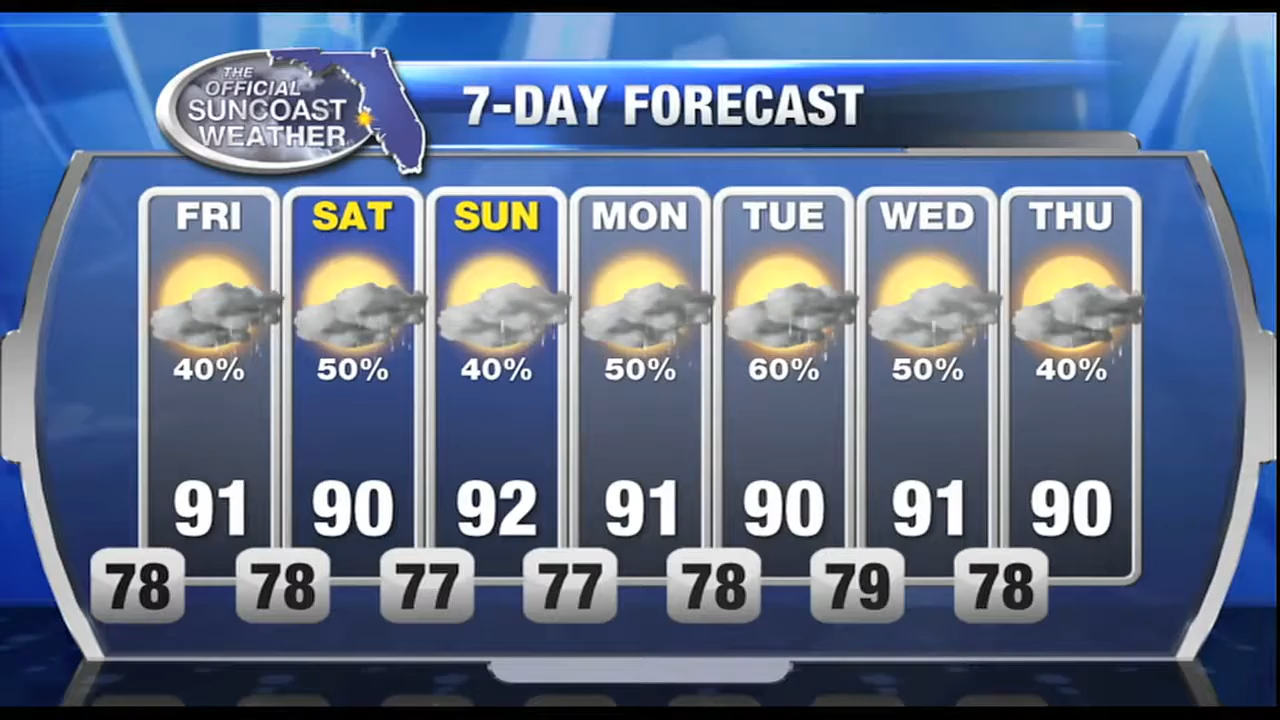 THE
OFFICIAL
SUNCOAST
WEATHER
7-DAY FORECAST
FRI SAT SUN MON TUE WED THU
40% 50% 40% 50% 60% 50% 40%
91 90 92 91 90 91 90
78 78 77 77 78 79 78